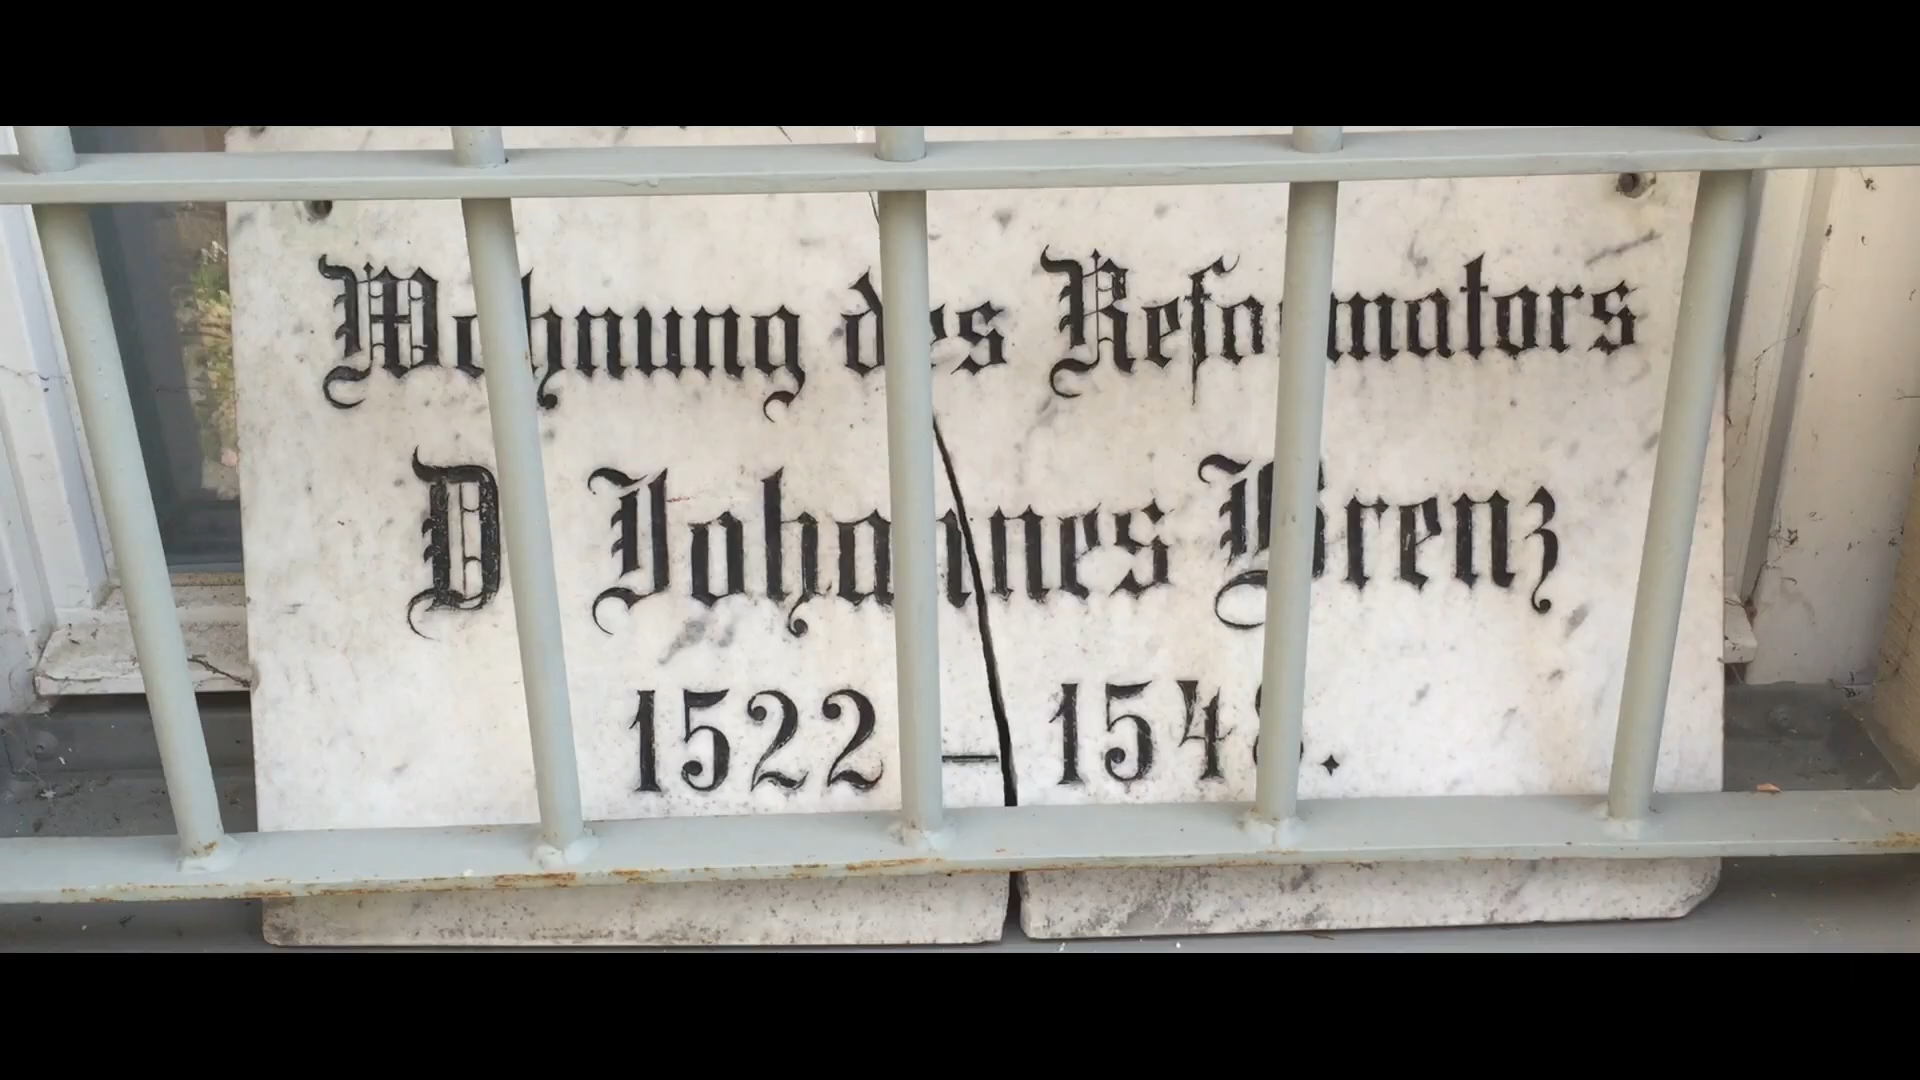 Wohnung des Reformators
D Johannes Brenz
1522 – 1548.